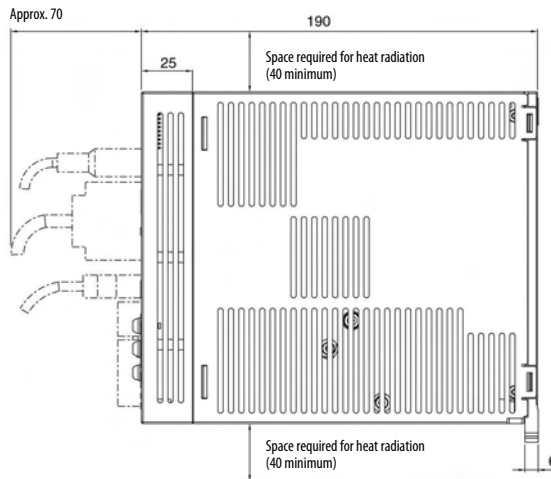 Approx. 70
190
25
Space required for heat radiation
(40 minimum)
Space required for heat radiation
(40 minimum)